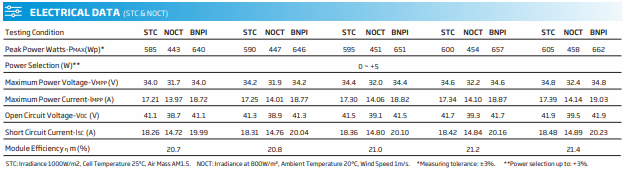 ELECTRICAL DATA (STC & NOCT)
Testing Condition STC NOCT BNPI STC NOCT BNPI STC NOCT BNPI STC NOCT BNPI STC NOCT BNPI
Peak Power Watts-PMAX(Wp)* 585 443 640 590 447 646 595 451 651 600 454 657 605 458 662
Power Selection (W)** 0 ~ +5
Maximum Power Voltage-VMPP (V) 34.0 31.7 34.0 34.2 31.9 34.2 34.4 32.0 34.4 34.6 32.2 34.6 34.8 32.4 34.8
Maximum Power Current-IMPP (A) 17.21 13.97 18.72 17.25 14.01 18.77 17.30 14.06 18.82 17.34 14.10 18.87 17.39 14.14 19.03
Open Circuit Voltage-VOC (V) 41.1 38.7 41.1 41.3 38.9 41.3 41.5 39.1 41.5 41.7 39.3 41.7 41.9 39.5 41.9
Short Circuit Current-ISC (A) 18.26 14.72 19.99 18.31 14.76 20.04 18.36 14.80 20.10 18.42 14.84 20.16 18.48 14.89 20.23
Module Efficiency η m (%) 20.7 20.8 21.0 21.2 21.4
STC: Irradiance 1000W/m2, Cell Temperature 25°C, Air Mass AM1.5. NOCT: Irradiance at 800W/m², Ambient Temperature 20°C, Wind Speed 1m/s. *Measuring tolerance: ±3%. **Power selection up to: +3%.